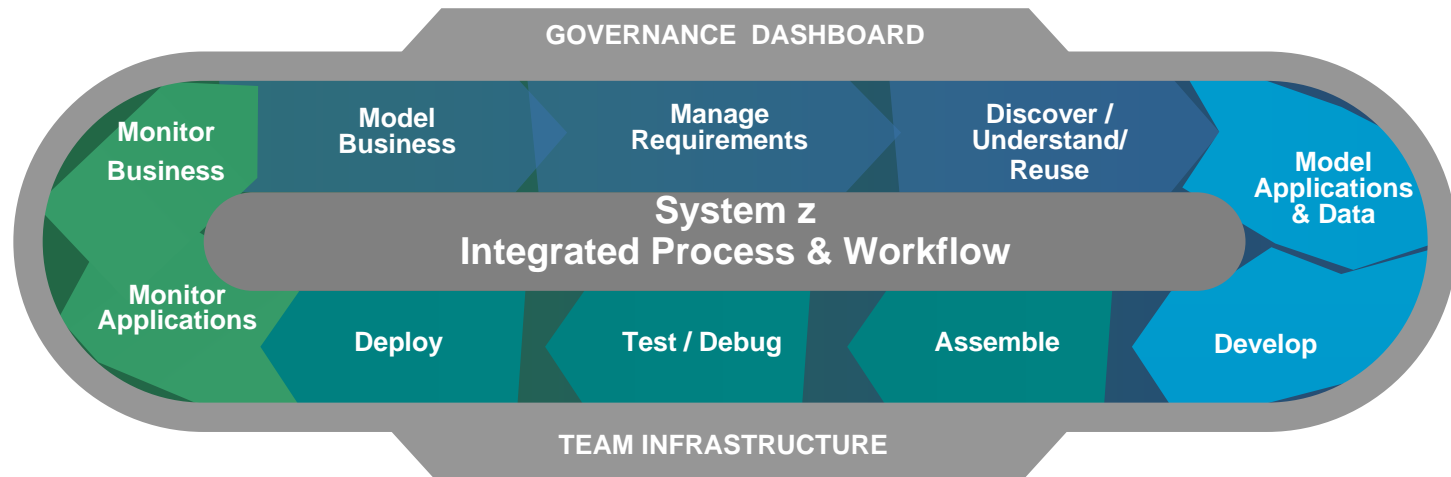 GOVERNANCE DASHBOARD
Monitor
Business
Model
Business
Manage
Requirements
Discover /
Understand/
Reuse
Model
Applications
& Data
System z
Integrated Process & Workflow
Monitor
Applications
Deploy
Test / Debug
Assemble
Develop
TEAM INFRASTRUCTURE